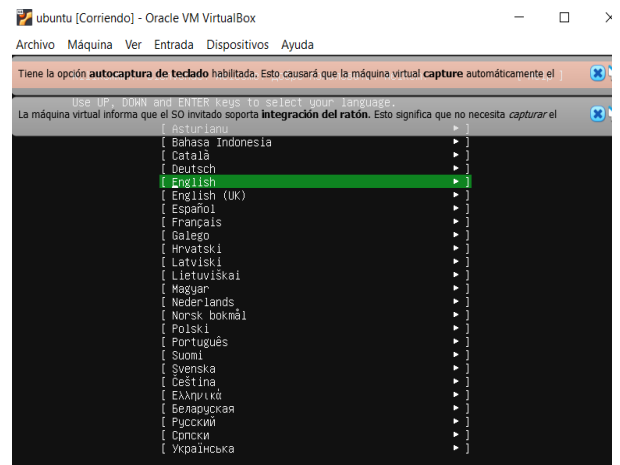 ubuntu [Corriendo] - Oracle VM VirtualBox
Archivo Máquina Ver Entrada Dispositivos Ayuda
Tiene la opción autocaptura de teclado habilitada. Esto causará que la máquina virtual capture automáticamente el
Use UP, DOWN and ENTER keys to select your language.
La máquina virtual informa que el SO invitado soporta integración del ratón. Esto significa que no necesita capturar el
[ Asturianu ► ]
[ Bahasa Indonesia ► ]
[ Català ► ]
[ Deutsch ► ]
[ English ► ]
[ English (UK) ► ]
[ Español ► ]
[ Français ► ]
[ Galego ► ]
[ Hrvatski ► ]
[ Latviski ► ]
[ Lietuviškai ► ]
[ Magyar ► ]
[ Nederlands ► ]
[ Norsk bokmål ► ]
[ Polski ► ]
[ Português ► ]
[ Suomi ► ]
[ Svenska ► ]
[ Čeština ► ]
[ Ελληνικά ► ]
[ Беларуская ► ]
[ Русский ► ]
[ Српски ► ]
[ Українська ► ]